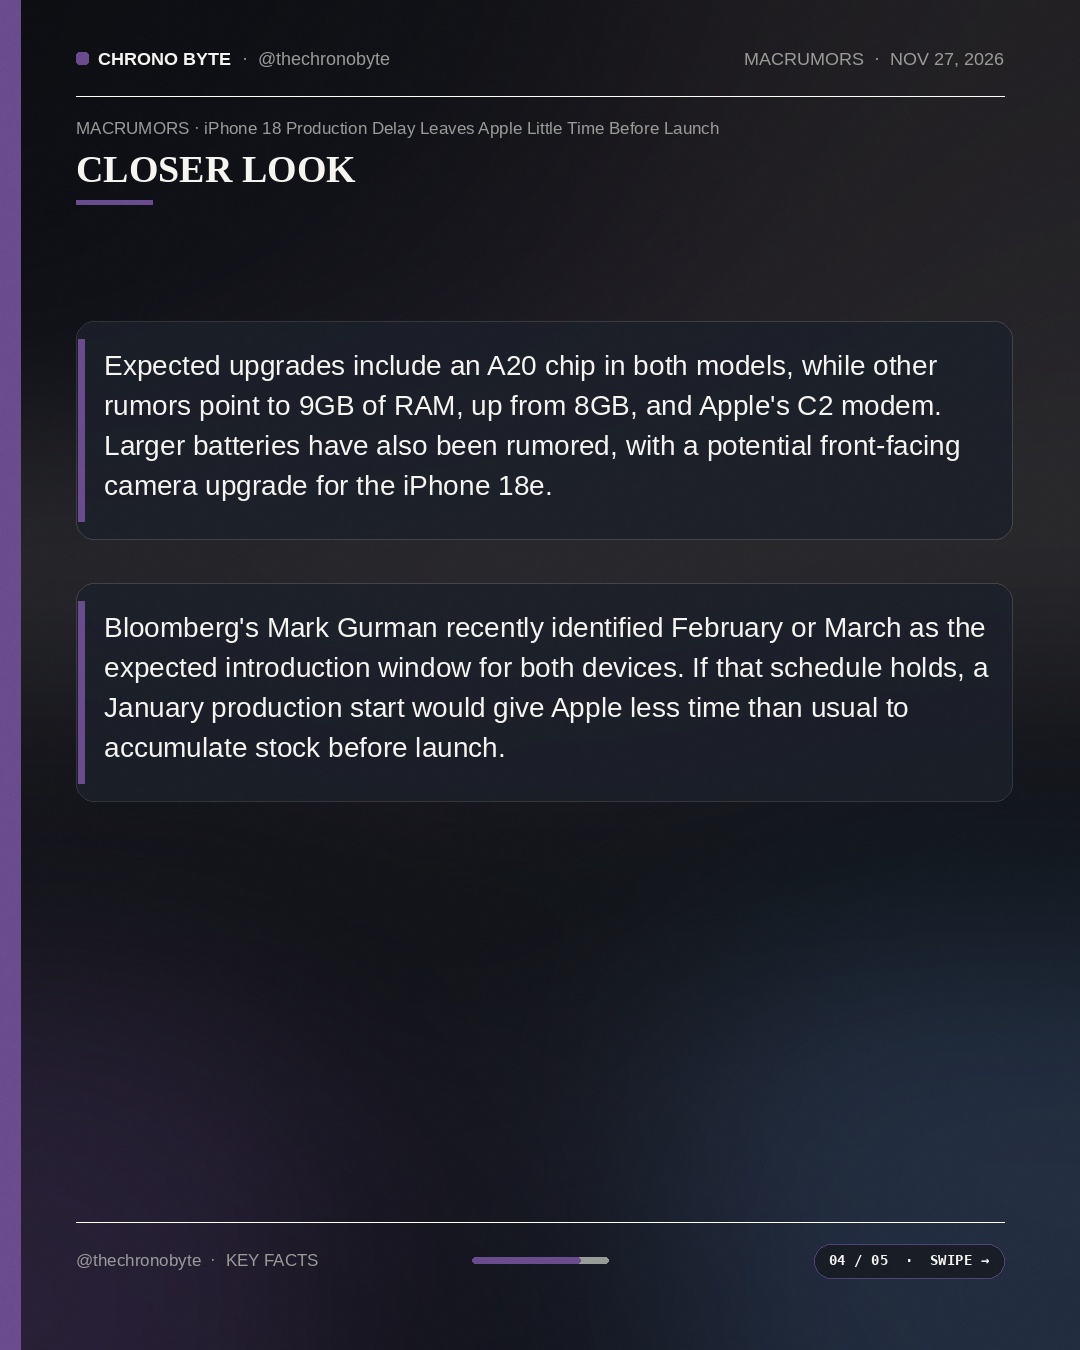 CHRONO BYTE · @thechronobyte
MACRUMORS · NOV 27, 2026
MACRUMORS · iPhone 18 Production Delay Leaves Apple Little Time Before Launch
CLOSER LOOK
Expected upgrades include an A20 chip in both models, while other
rumors point to 9GB of RAM, up from 8GB, and Apple's C2 modem.
Larger batteries have also been rumored, with a potential front-facing
camera upgrade for the iPhone 18e.
Bloomberg's Mark Gurman recently identified February or March as the
expected introduction window for both devices. If that schedule holds, a
January production start would give Apple less time than usual to
accumulate stock before launch.
@thechronobyte · KEY FACTS
04 / 05 · SWIPE →